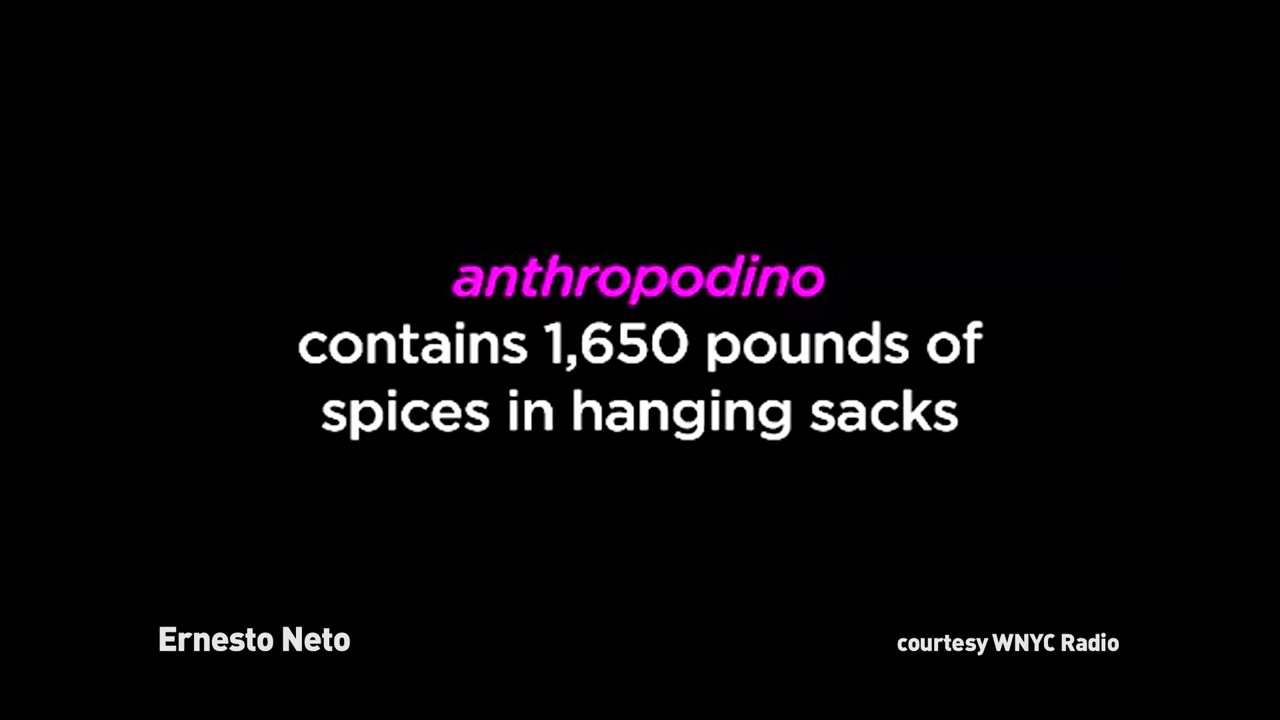 anthropodino
contains 1,650 pounds of
spices in hanging sacks
Ernesto Neto
courtesy WNYC Radio